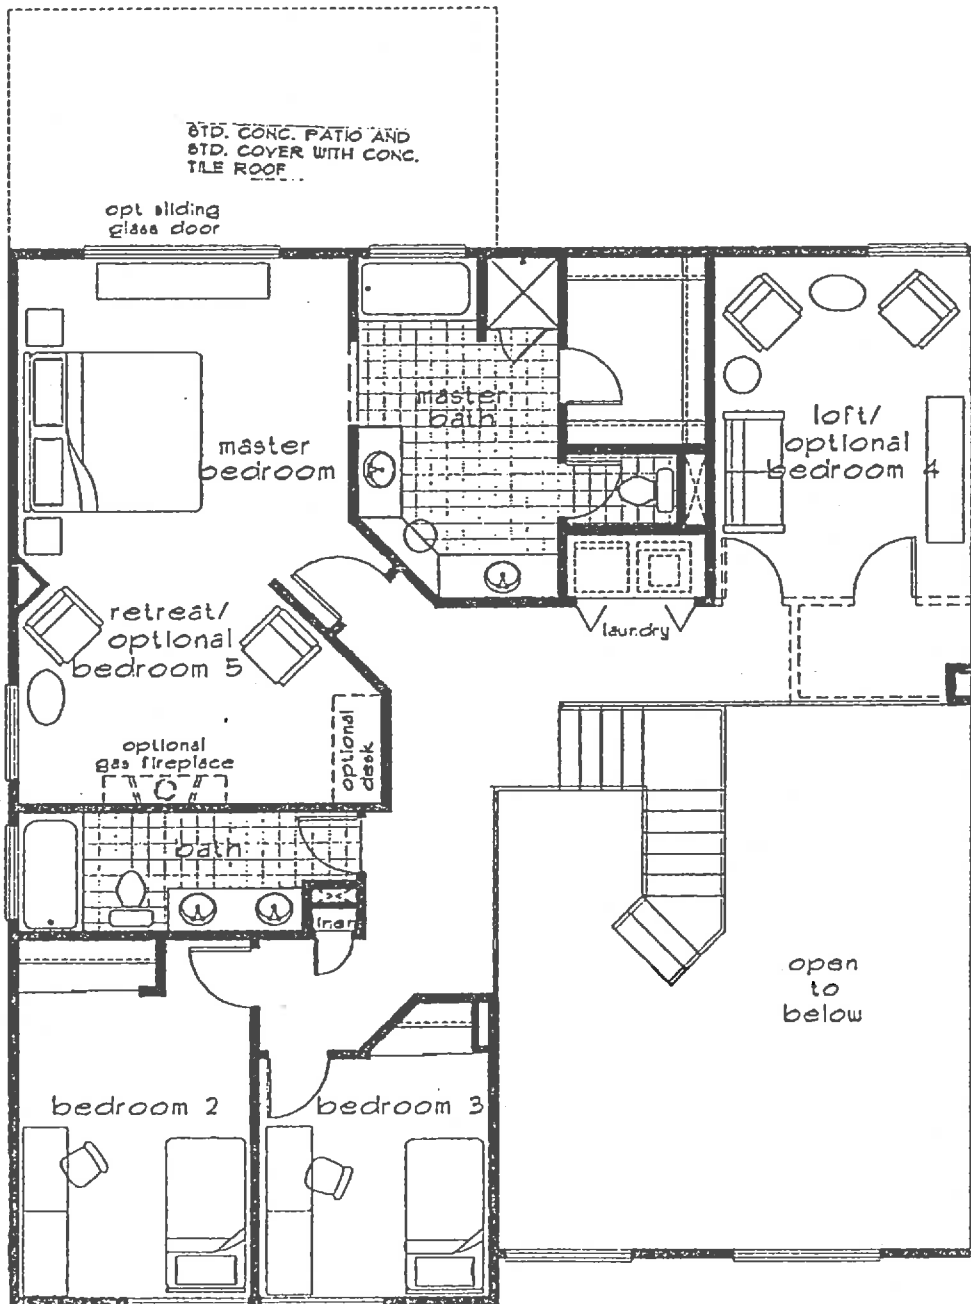 STD. CONC. PATIO AND
STD. COVER WITH CONC.
TILE ROOF
opt sliding
glass door
master
bath
loft/
optional
bedroom 4
master
bedroom
retreat/
optional
bedroom 5
laundry
optional
gas fireplace
optional
desk
bath
linen
open
to
below
bedroom 2
bedroom 3